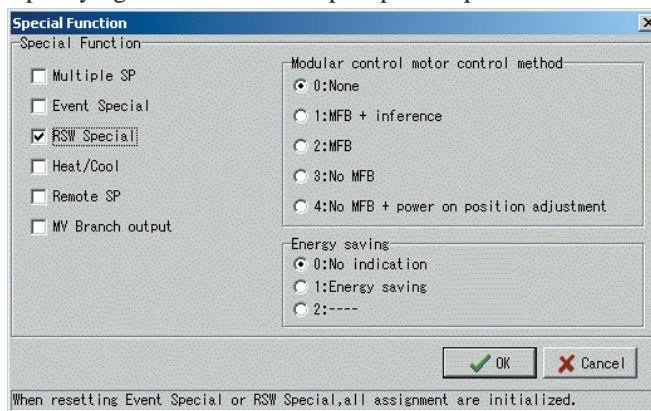 Special Function
Special Function
Multiple SP
Event Special
RSW Special
Heat/Cool
Remote SP
MV Branch output
Modular control motor control method
0:None
1:MFB + inference
2:MFB
3:No MFB
4:No MFB + power on position adjustment
Energy saving
0:No indication
1:Energy saving
2:----
OK
Cancel
When resetting Event Special or RSW Special,all assignment are initialized.